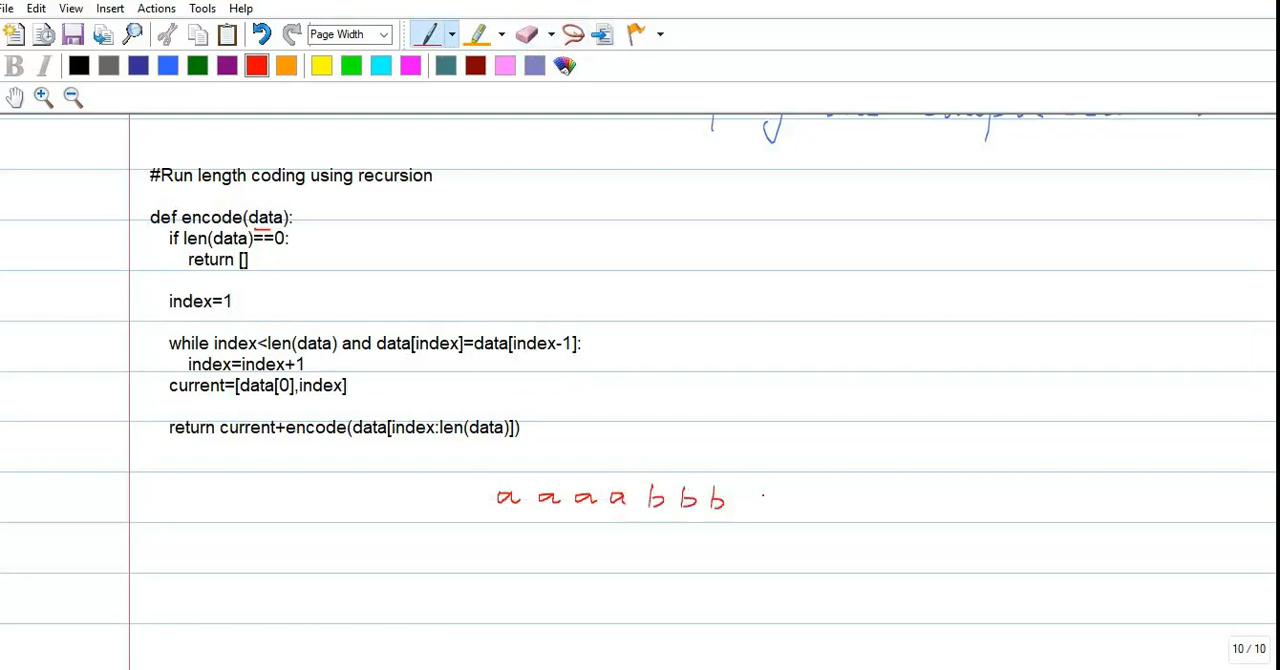 File Edit View Insert Actions Tools Help
Page Width
B I
#Run length coding using recursion
def encode(data):
if len(data)==0:
return []
index=1
while index<len(data) and data[index]=data[index-1]:
index=index+1
current=[data[0],index]
return current+encode(data[index:len(data)])
a a a a b b b
10 / 10